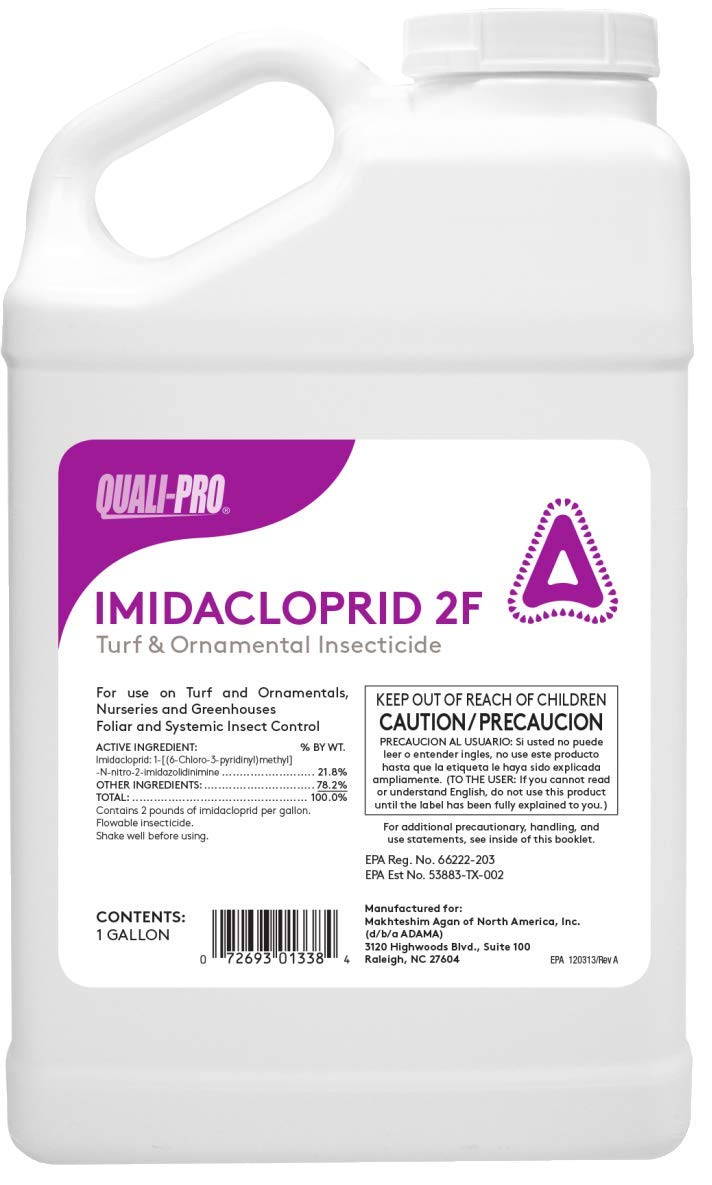 QUALI-PRO®
IMIDACLOPRID 2F
Turf & Ornamental Insecticide
For use on Turf and Ornamentals,
Nurseries and Greenhouses
Foliar and Systemic Insect Control
ACTIVE INGREDIENT: % BY WT.
Imidacloprid: 1-[(6-Chloro-3-pyridinyl)methyl]
-N-nitro-2-imidazolidinimine ......................... 21.8%
OTHER INGREDIENTS: .............................. 78.2%
TOTAL: ................................................. 100.0%
Contains 2 pounds of imidacloprid per gallon.
Flowable insecticide.
Shake well before using.
KEEP OUT OF REACH OF CHILDREN
CAUTION/PRECAUCION
PRECAUCION AL USUARIO: Si usted no puede
leer o entender ingles, no use este producto
hasta que la etiqueta le haya sido explicada
ampliamente. (TO THE USER: If you cannot read
or understand English, do not use this product
until the label has been fully explained to you.)
For additional precautionary, handling, and
use statements, see inside of this booklet.
EPA Reg. No. 66222-203
EPA Est No. 53883-TX-002
CONTENTS:
1 GALLON
0 72693 01338 4
Manufactured for:
Makhteshim Agan of North America, Inc.
(d/b/a ADAMA)
3120 Highwoods Blvd., Suite 100
Raleigh, NC 27604
EPA 120313/Rev A